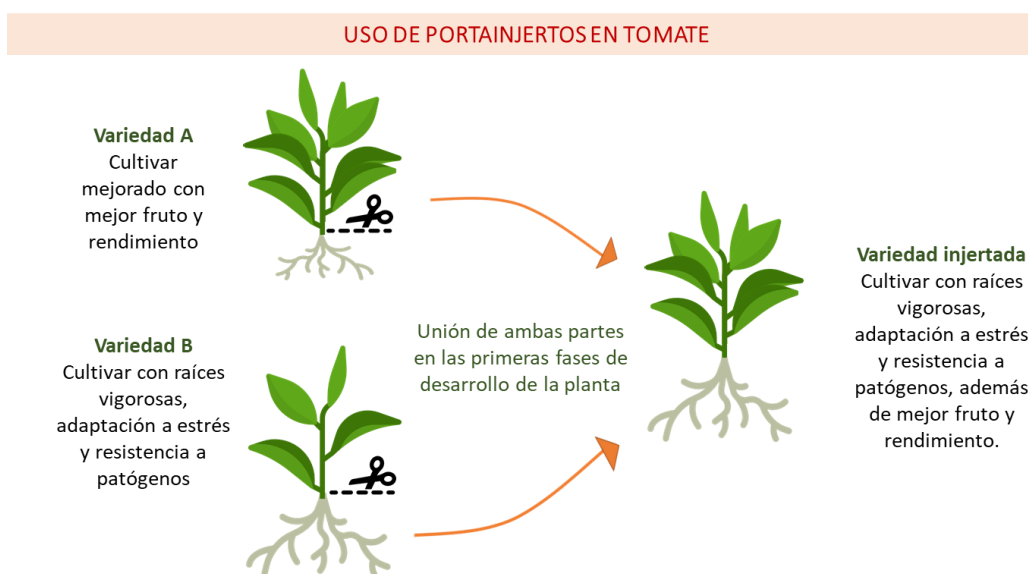 USO DE PORTAINJERTOS EN TOMATE
Variedad A
Cultivar
mejorado con
mejor fruto y
rendimiento
Variedad B
Cultivar con raíces
vigorosas,
adaptación a estrés
y resistencia a
patógenos
Unión de ambas partes
en las primeras fases de
desarrollo de la planta
Variedad injertada
Cultivar con raíces
vigorosas,
adaptación a estrés
y resistencia a
patógenos, además
de mejor fruto y
rendimiento.